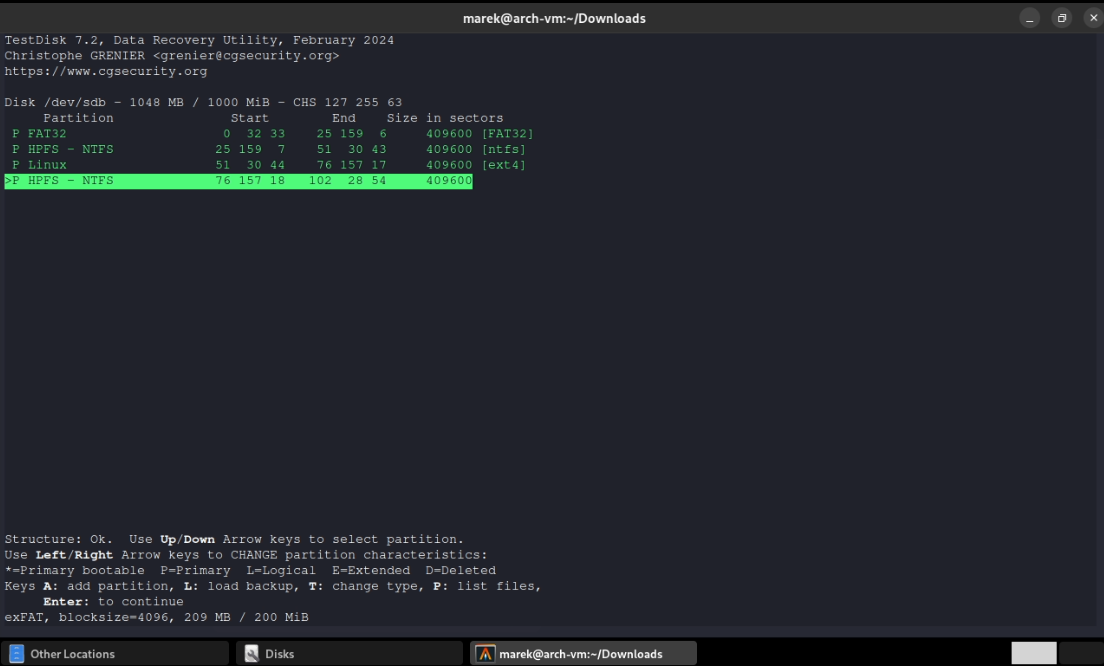 marek@arch-vm:~/Downloads
TestDisk 7.2, Data Recovery Utility, February 2024
Christophe GRENIER <grenier@cgsecurity.org>
https://www.cgsecurity.org
Disk /dev/sdb - 1048 MB / 1000 MiB - CHS 127 255 63
     Partition               Start        End    Size in sectors
 P FAT32                    0  32 33    25 159  6     409600 [FAT32]
 P HPFS - NTFS             25 159  7    51  30 43     409600 [ntfs]
 P Linux                   51  30 44    76 157 17     409600 [ext4]
>P HPFS - NTFS             76 157 18   102  28 54     409600
Structure: Ok.  Use Up/Down Arrow keys to select partition.
Use Left/Right Arrow keys to CHANGE partition characteristics:
*=Primary bootable  P=Primary  L=Logical  E=Extended  D=Deleted
Keys A: add partition, L: load backup, T: change type, P: list files,
     Enter: to continue
exFAT, blocksize=4096, 209 MB / 200 MiB
Other Locations
Disks
marek@arch-vm:~/Downloads